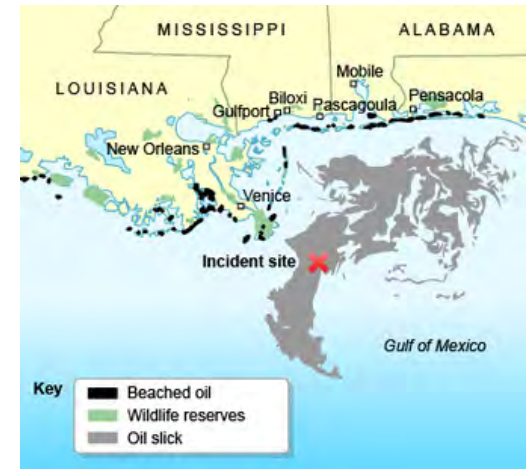 MISSISSIPPI
ALABAMA
LOUISIANA
Mobile
Biloxi
Gulfport
Pascagoula
Pensacola
New Orleans
Venice
Incident site
Gulf of Mexico
Key
Beached oil
Wildlife reserves
Oil slick